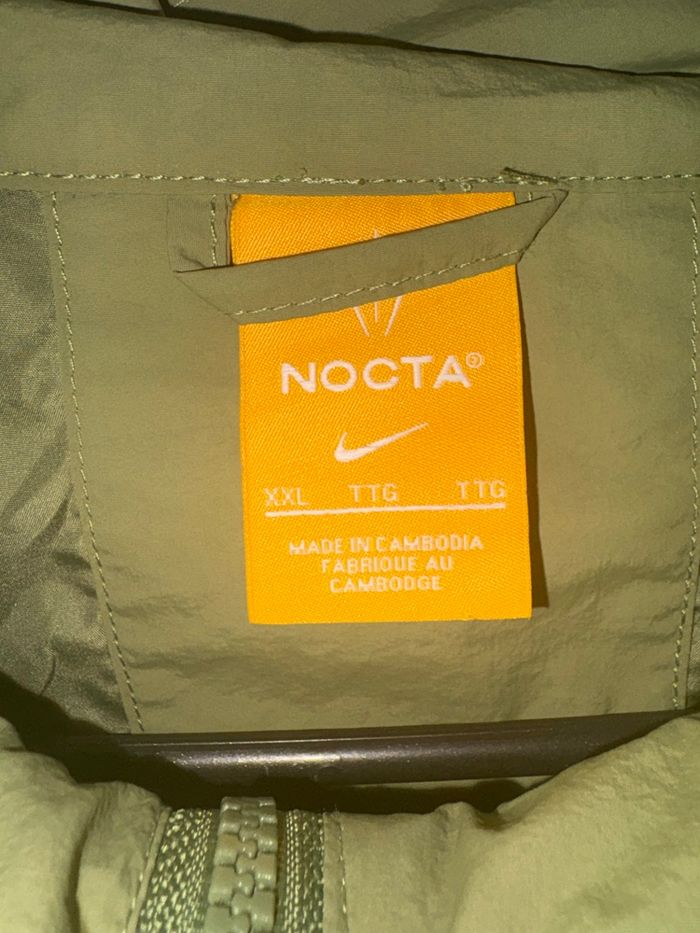 NOCTA®
XXL TTG TTG
MADE IN CAMBODIA
FABRIQUE AU
CAMBODGE